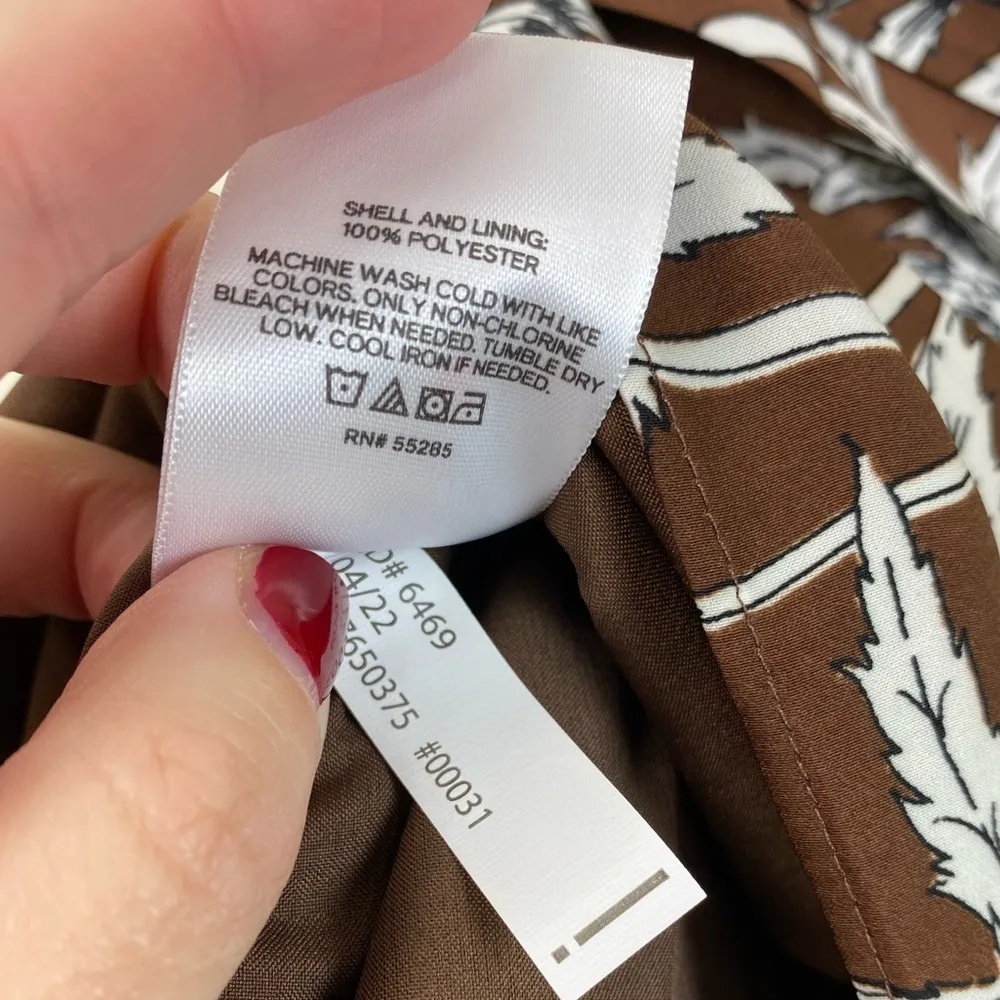 SHELL AND LINING:
100% POLYESTER
MACHINE WASH COLD WITH LIKE
COLORS. ONLY NON-CHLORINE
BLEACH WHEN NEEDED. TUMBLE DRY
LOW. COOL IRON IF NEEDED.
RN# 55285
D# 6469
04/22
7650375 #00031